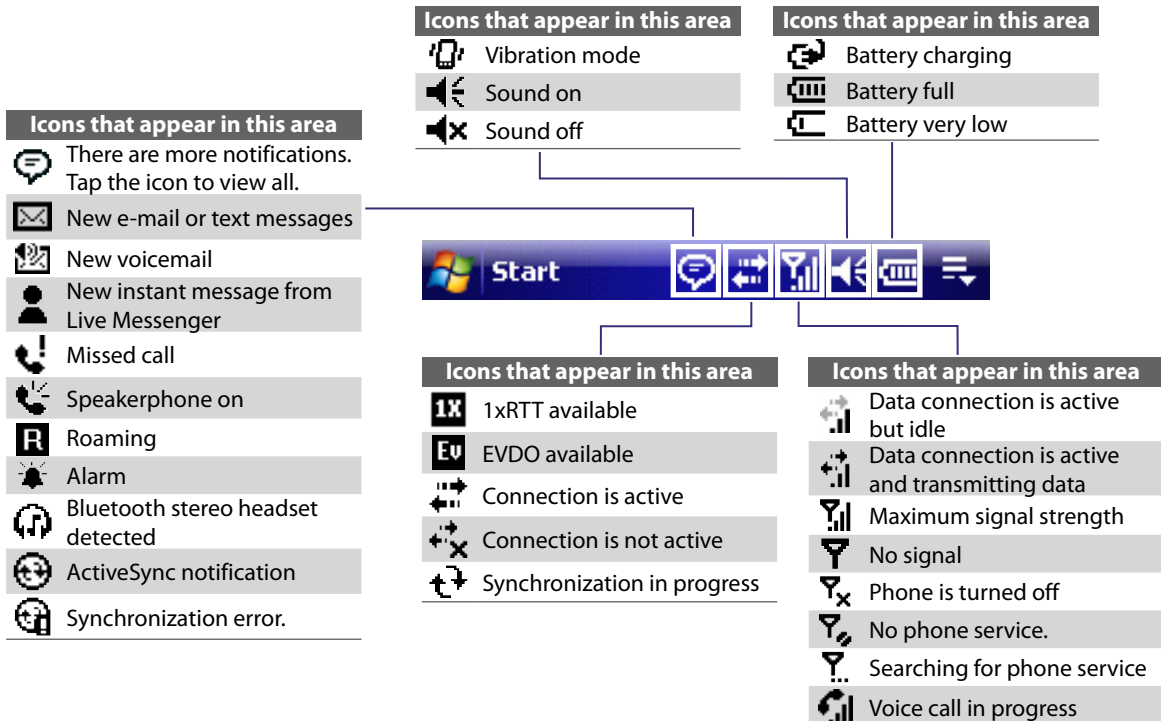 Icons that appear in this area
Vibration mode
Sound on
Sound off
Icons that appear in this area
Battery charging
Battery full
Battery very low
Icons that appear in this area
There are more notifications.
Tap the icon to view all.
New e-mail or text messages
New voicemail
New instant message from
Live Messenger
Missed call
Speakerphone on
R Roaming
Alarm
Bluetooth stereo headset
detected
ActiveSync notification
Synchronization error.
Start
Icons that appear in this area
1X 1xRTT available
Ev EVDO available
Connection is active
Connection is not active
Synchronization in progress
Icons that appear in this area
Data connection is active
but idle
Data connection is active
and transmitting data
Maximum signal strength
No signal
Phone is turned off
No phone service.
Searching for phone service
Voice call in progress